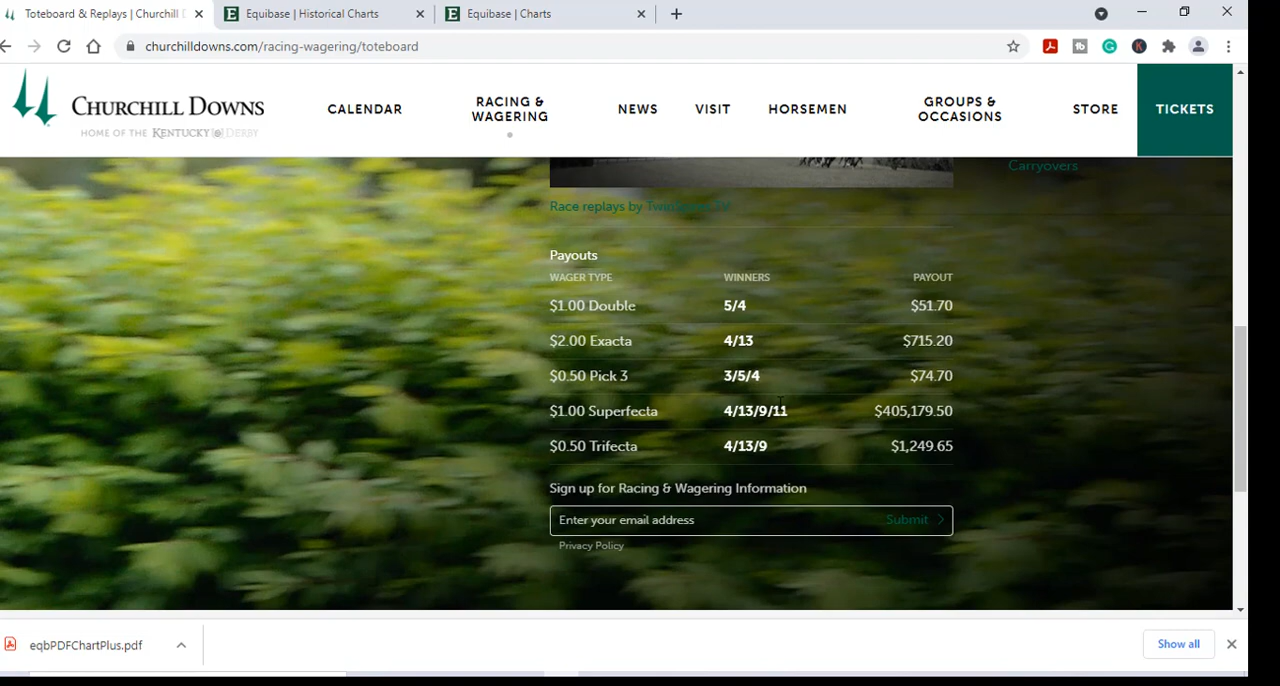 Toteboard & Replays | Churchill D
Equibase | Historical Charts
Equibase | Charts
churchilldowns.com/racing-wagering/toteboard
CHURCHILL DOWNS
HOME OF THE KENTUCKY DERBY
CALENDAR
RACING &
WAGERING
NEWS
VISIT
HORSEMEN
GROUPS &
OCCASIONS
STORE
TICKETS
Carryovers
Race replays by TwinSpires TV
Payouts
WAGER TYPE WINNERS PAYOUT
$1.00 Double 5/4 $51.70
$2.00 Exacta 4/13 $715.20
$0.50 Pick 3 3/5/4 $74.70
$1.00 Superfecta 4/13/9/11 $405,179.50
$0.50 Trifecta 4/13/9 $1,249.65
Sign up for Racing & Wagering Information
Enter your email address Submit
Privacy Policy
eqbPDFChartPlus.pdf
Show all